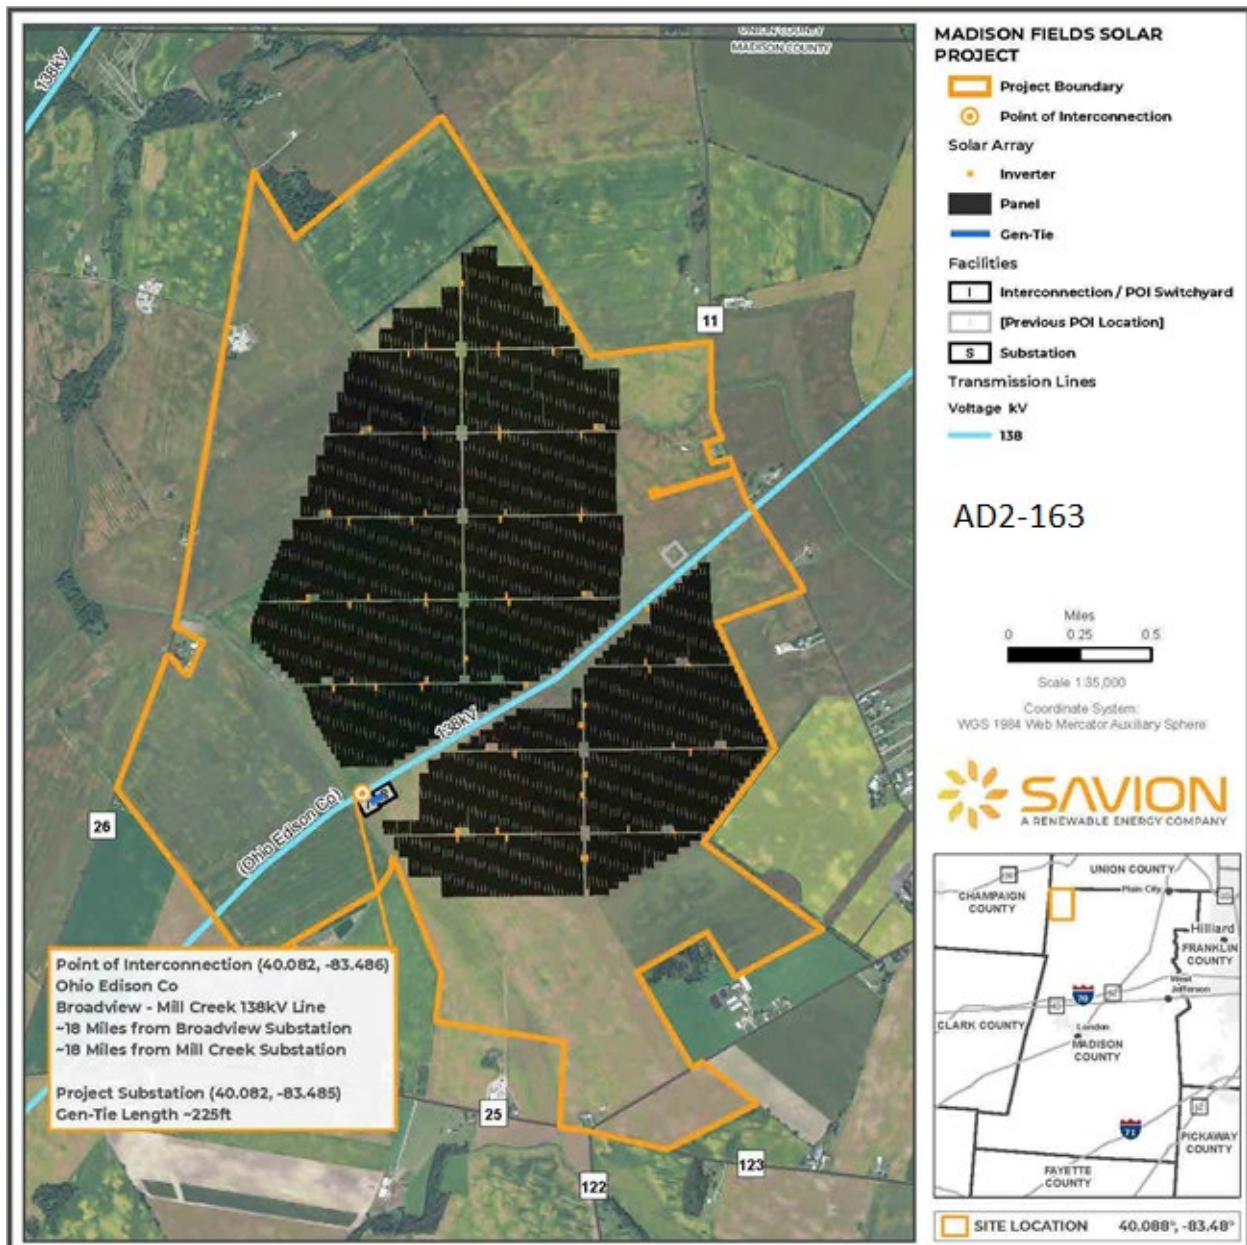 UNION COUNTY
MADISON COUNTY
138kV
11
138kV
(Ohio Edison Co)
26
25
122
123
Point of Interconnection (40.082, -83.486)
Ohio Edison Co
Broadview - Mill Creek 138kV Line
~18 Miles from Broadview Substation
~18 Miles from Mill Creek Substation
Project Substation (40.082, -83.485)
Gen-Tie Length ~225ft
MADISON FIELDS SOLAR
PROJECT
Project Boundary
Point of Interconnection
Solar Array
Inverter
Panel
Gen-Tie
Facilities
I Interconnection / POI Switchyard
I [Previous POI Location]
S Substation
Transmission Lines
Voltage kV
138
AD2-163
Miles
0 0.25 0.5
Scale 1:35,000
Coordinate System:
WGS 1984 Web Mercator Auxiliary Sphere
SAVION
A RENEWABLE ENERGY COMPANY
UNION COUNTY
CHAMPAIGN
COUNTY
Plain City
Hilliard
FRANKLIN
COUNTY
West
Jefferson
70
CLARK COUNTY
London
MADISON
COUNTY
71
PICKAWAY
COUNTY
FAYETTE
COUNTY
SITE LOCATION 40.088°, -83.48°